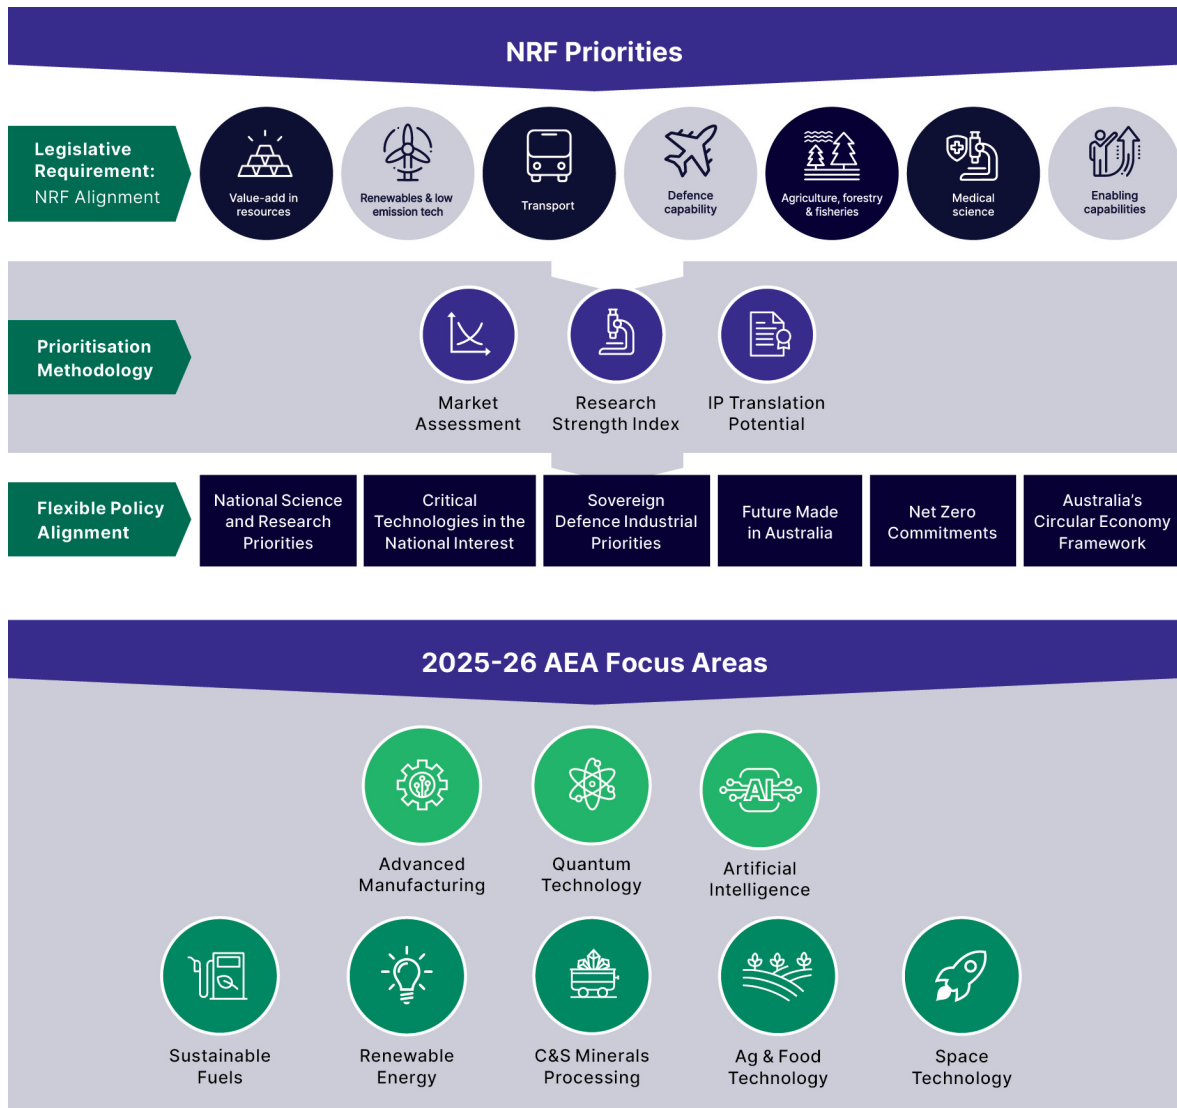 NRF Priorities
Legislative
Requirement:
NRF Alignment
Value-add in
resources
Renewables & low
emission tech
Transport
Defence
capability
Agriculture, forestry
& fisheries
Medical
science
Enabling
capabilities
Prioritisation
Methodology
Market
Assessment
Research
Strength Index
IP Translation
Potential
Flexible Policy
Alignment
National Science
and Research
Priorities
Critical
Technologies in the
National Interest
Sovereign
Defence Industrial
Priorities
Future Made
in Australia
Net Zero
Commitments
Australia's
Circular Economy
Framework
2025-26 AEA Focus Areas
Advanced
Manufacturing
Quantum
Technology
AI
Artificial
Intelligence
Sustainable
Fuels
Renewable
Energy
C&S Minerals
Processing
Ag & Food
Technology
Space
Technology